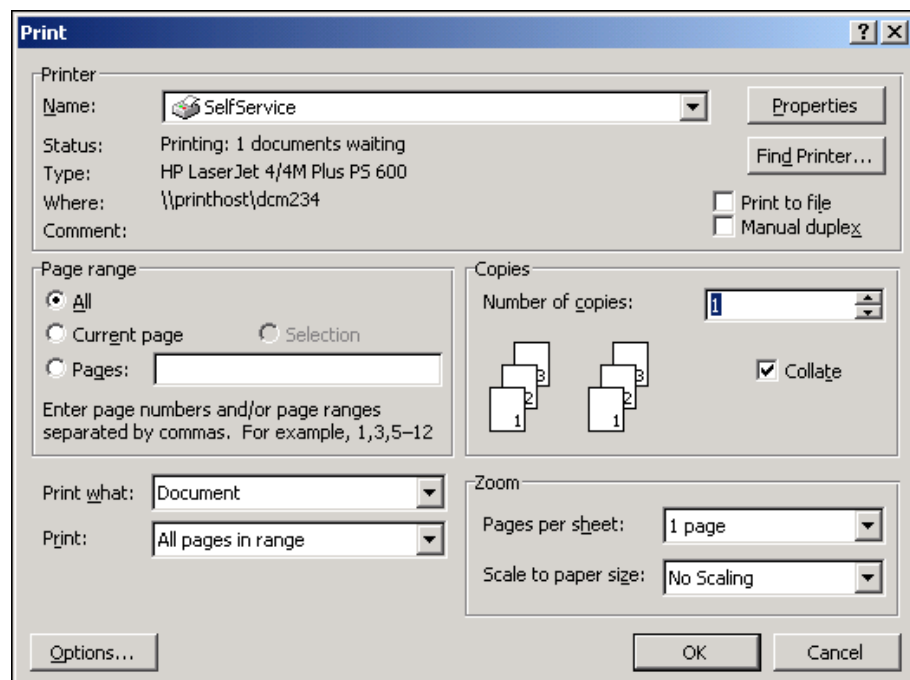 Print
Printer
Name: SelfService Properties
Status: Printing: 1 documents waiting
Find Printer...
Type: HP LaserJet 4/4M Plus PS 600
Where: \\printhost\dcm234
Print to file
Comment:
Manual duplex
Page range
All
Current page Selection
Pages:
Enter page numbers and/or page ranges
separated by commas. For example, 1,3,5–12
Copies
Number of copies: 1
3 3
2 2
1 1
Collate
Print what: Document
Print: All pages in range
Zoom
Pages per sheet: 1 page
Scale to paper size: No Scaling
Options... OK Cancel